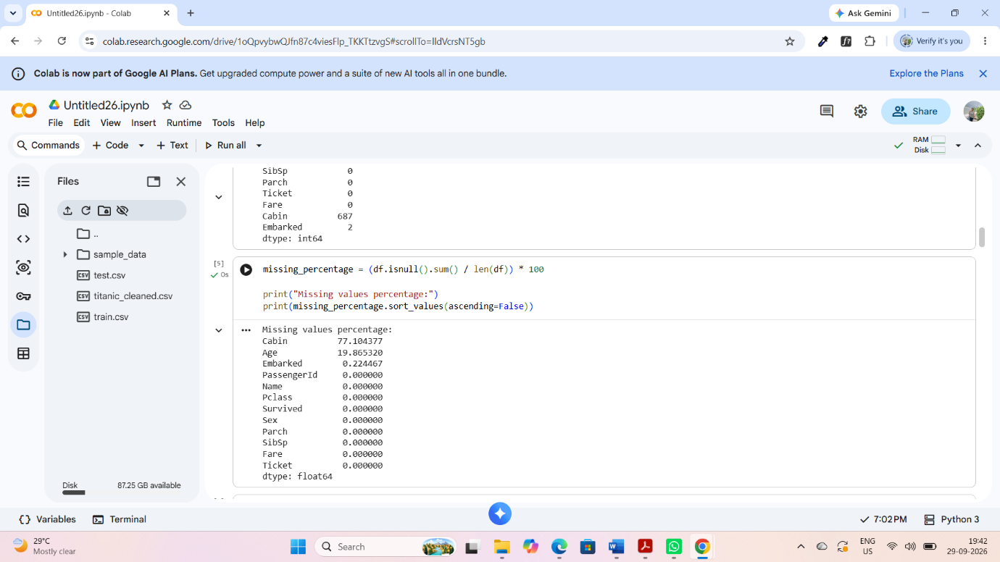 Untitled26.ipynb - Colab
Ask Gemini
colab.research.google.com/drive/1oQpvybwQJfn87c4viesFlp_TKKTtzvgS#scrollTo=IldVcrsNT5gb
Verify it's you
Colab is now part of Google AI Plans. Get upgraded compute power and a suite of new AI tools all in one bundle.
Explore the Plans
Untitled26.ipynb
File Edit View Insert Runtime Tools Help
Share
Commands + Code + Text Run all
RAM
Disk
Files
..
sample_data
test.csv
titanic_cleaned.csv
train.csv
Disk 87.25 GB available
SibSp 0
Parch 0
Ticket 0
Fare 0
Cabin 687
Embarked 2
dtype: int64
[5]
0s
missing_percentage = (df.isnull().sum() / len(df)) * 100
print("Missing values percentage:")
print(missing_percentage.sort_values(ascending=False))
Missing values percentage:
Cabin 77.104377
Age 19.865320
Embarked 0.224467
PassengerId 0.000000
Name 0.000000
Pclass 0.000000
Survived 0.000000
Sex 0.000000
Parch 0.000000
SibSp 0.000000
Fare 0.000000
Ticket 0.000000
dtype: float64
Variables Terminal
7:02 PM Python 3
29°C
Mostly clear
Search
ENG
US
19:42
29-09-2026